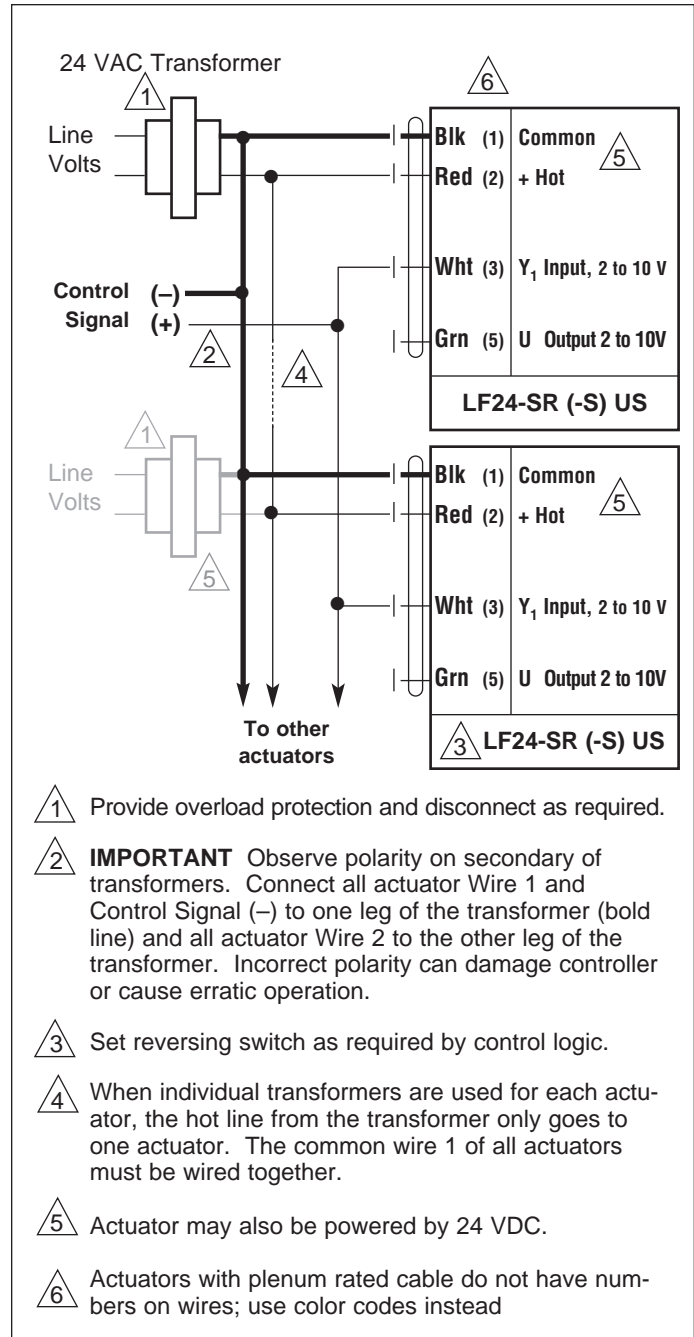 24 VAC Transformer
1
6
Line
Volts
Blk (1) Common
5
Red (2) + Hot
Wht (3) Y₁ Input, 2 to 10 V
Control (–)
Signal (+)
2
4
Grn (5) U Output 2 to 10V
LF24-SR (-S) US
1
Line
Volts
5
Blk (1) Common
5
Red (2) + Hot
Wht (3) Y₁ Input, 2 to 10 V
Grn (5) U Output 2 to 10V
To other
actuators
3 LF24-SR (-S) US
1 Provide overload protection and disconnect as required.
2 IMPORTANT Observe polarity on secondary of
transformers. Connect all actuator Wire 1 and
Control Signal (–) to one leg of the transformer (bold
line) and all actuator Wire 2 to the other leg of the
transformer. Incorrect polarity can damage controller
or cause erratic operation.
3 Set reversing switch as required by control logic.
4 When individual transformers are used for each actu-
ator, the hot line from the transformer only goes to
one actuator. The common wire 1 of all actuators
must be wired together.
5 Actuator may also be powered by 24 VDC.
6 Actuators with plenum rated cable do not have num-
bers on wires; use color codes instead